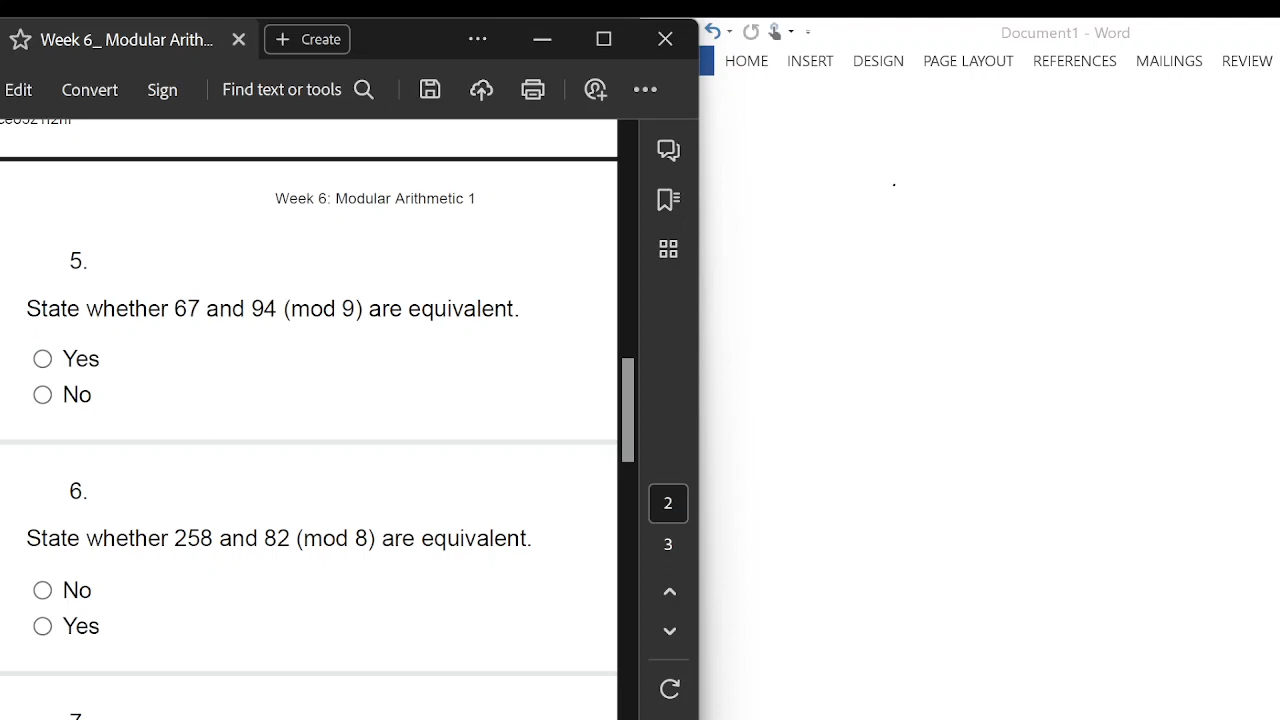 Week 6_ Modular Arith...
Create
Document1 - Word
HOME INSERT DESIGN PAGE LAYOUT REFERENCES MAILINGS REVIEW
Edit Convert Sign Find text or tools
Week 6: Modular Arithmetic 1
5.
State whether 67 and 94 (mod 9) are equivalent.
Yes
No
6.
State whether 258 and 82 (mod 8) are equivalent.
No
Yes
2
3